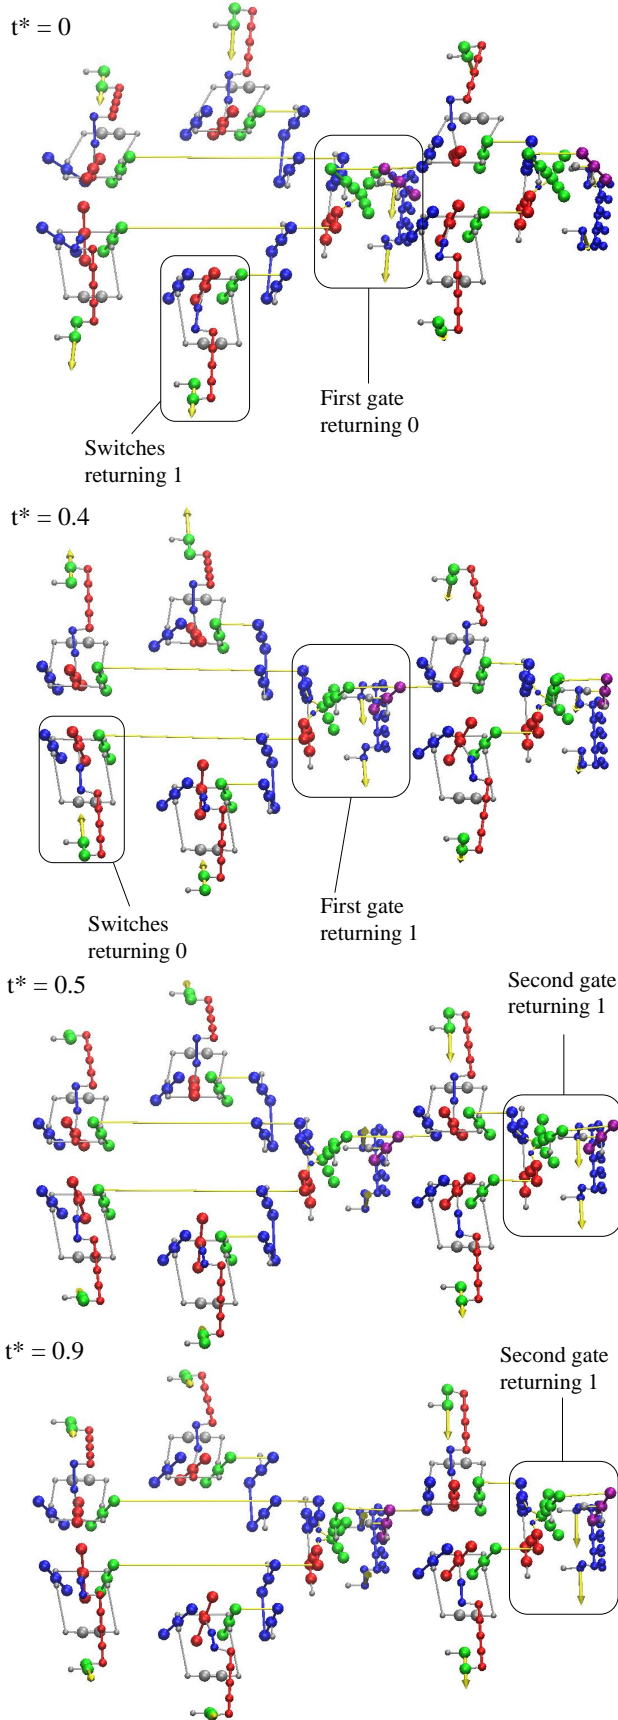 t* = 0
First gate
returning 0
Switches
returning 1
t* = 0.4
Switches
returning 0
First gate
returning 1
t* = 0.5
Second gate
returning 1
t* = 0.9
Second gate
returning 1